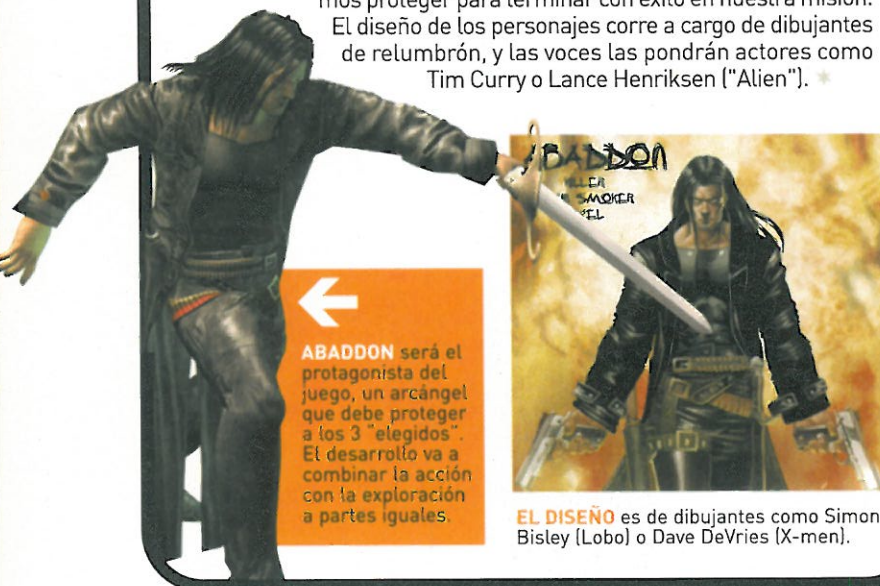 mos proteger para terminar con éxito en nuestra misión.
El diseño de los personajes corre a cargo de dibujantes
de relumbrón, y las voces las pondrán actores como
Tim Curry o Lance Henriksen ("Alien").
ABADDON será el
protagonista del
juego, un arcángel
que debe proteger
a los 3 "elegidos".
El desarrollo va a
combinar la acción
con la exploración
a partes iguales.
BADDON
SMOKER
EL DISEÑO es de dibujantes como Simon
Bisley (Lobo) o Dave DeVries (X-men).